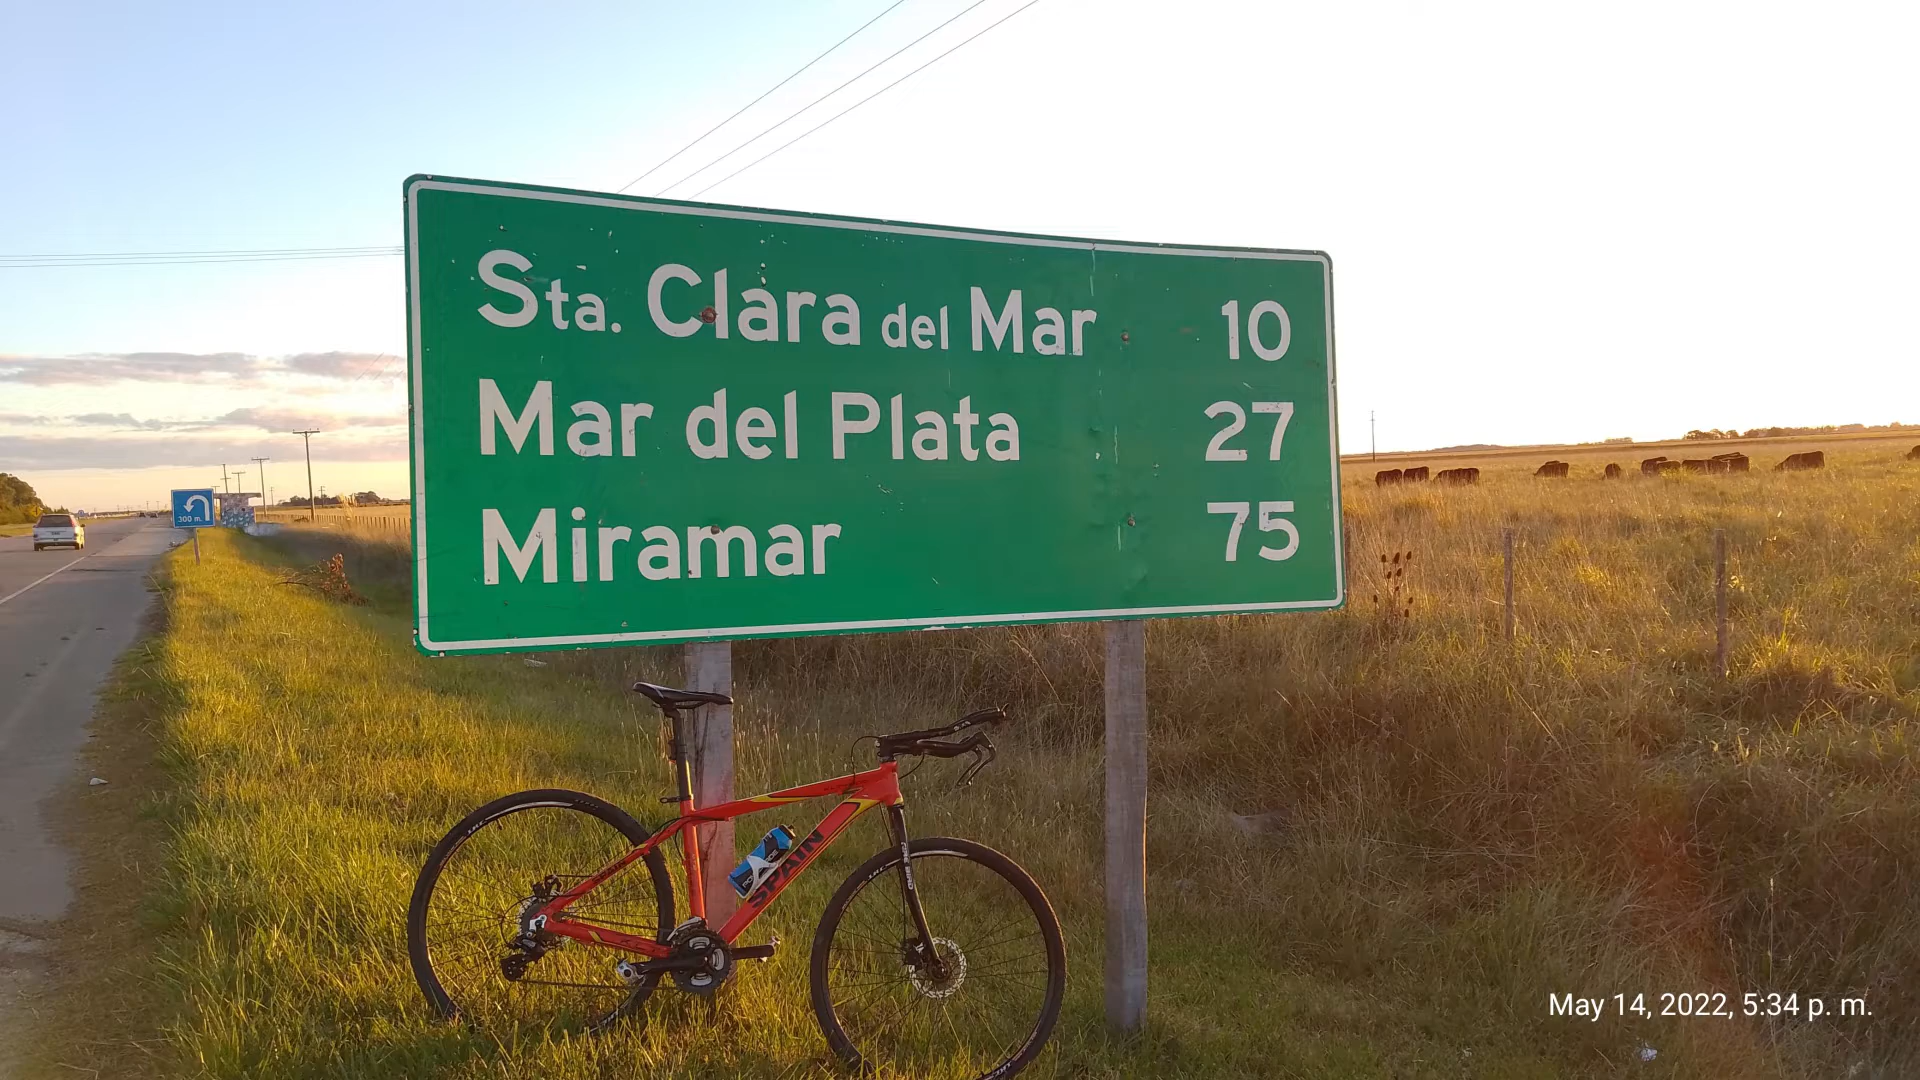 Sta. Clara del Mar 10
Mar del Plata 27
Miramar 75
300 m.
SPAIN
May 14, 2022, 5:34 p. m.